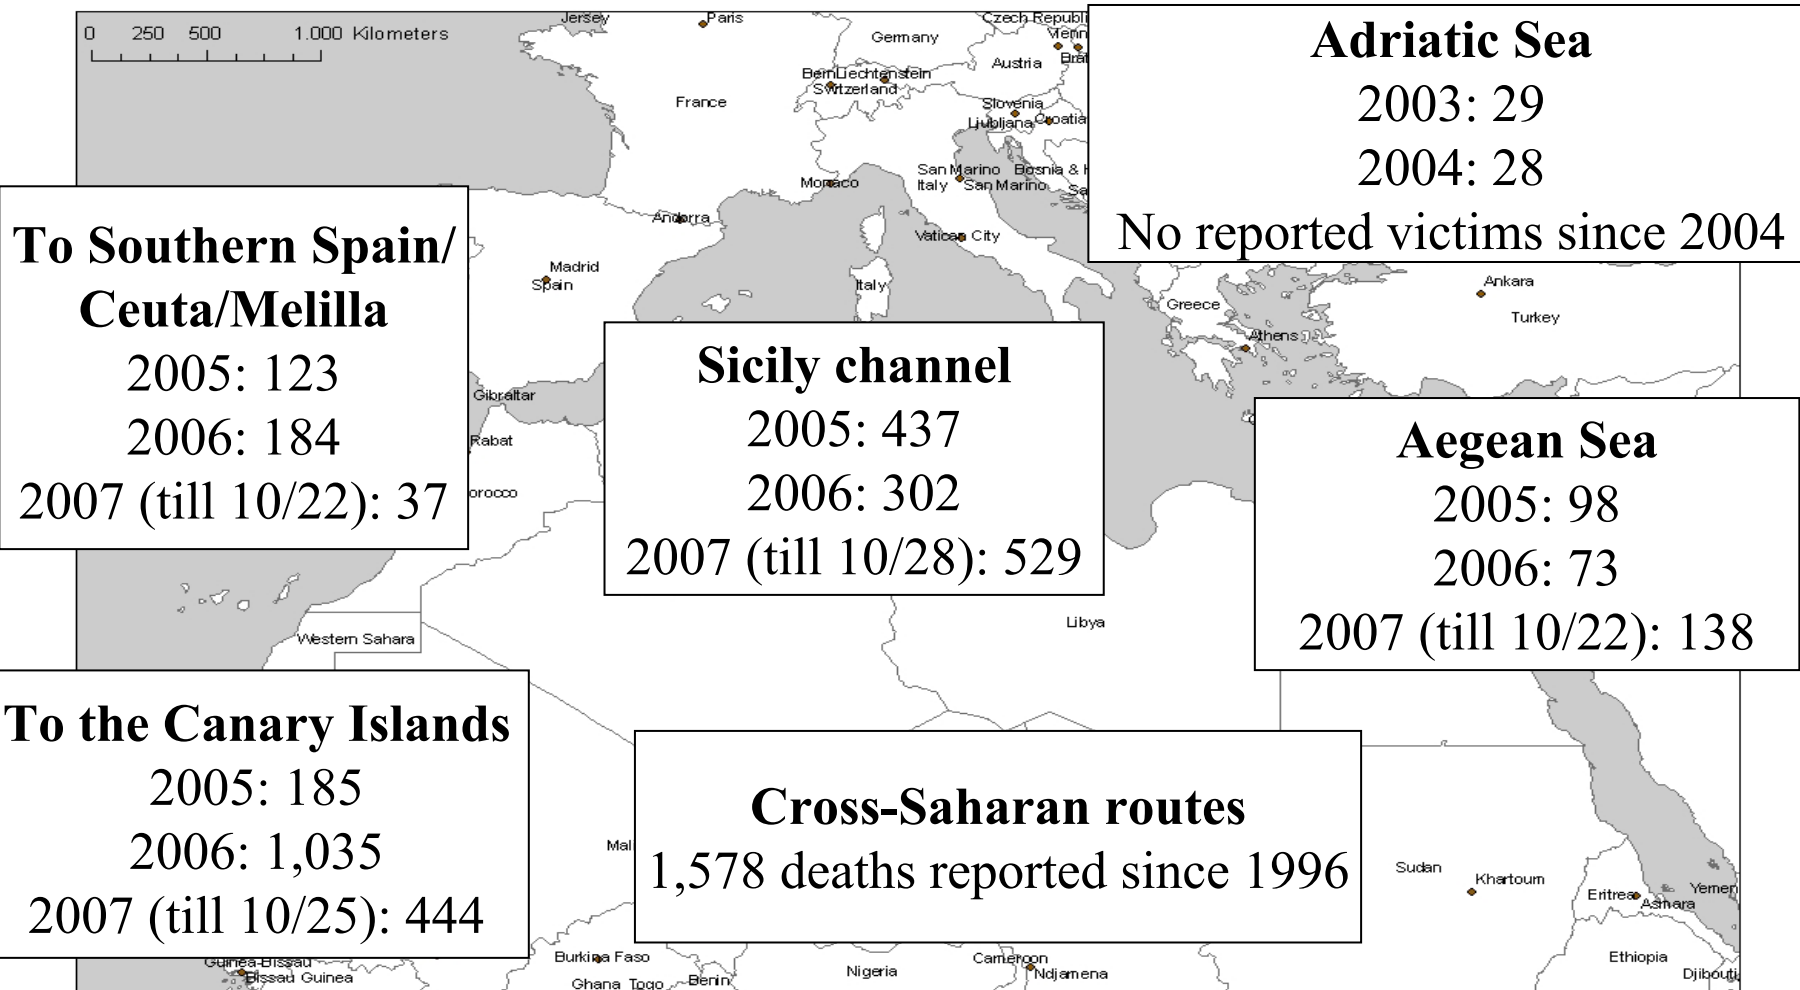 0 250 500 1.000 Kilometers
Jersey
Paris
Germany
Czech Republi
Austria
Bern Liechtenstein
Switzerland
France
Slovenia
Ljubljana Croatia
San Marino Bosnia & H
Monaco
Italy San Marino
Andorra
Vatican City
Adriatic Sea
2003: 29
2004: 28
No reported victims since 2004
To Southern Spain/
Ceuta/Melilla
2005: 123
2006: 184
2007 (till 10/22): 37
Madrid
Spain
Italy
Greece
Athens
Ankara
Turkey
Gibraltar
Rabat
orocco
Sicily channel
2005: 437
2006: 302
2007 (till 10/28): 529
Aegean Sea
2005: 98
2006: 73
2007 (till 10/22): 138
Western Sahara
Libya
To the Canary Islands
2005: 185
2006: 1,035
2007 (till 10/25): 444
Cross-Saharan routes
1,578 deaths reported since 1996
Mal
Sudan
Khartoum
Eritrea
Asmara
Yemen
Guinea-Bissau
Bissau Guinea
Burkina Faso
Ghana Togo
Benin
Nigeria
Cameroon
Ndjamena
Ethiopia
Djibouti